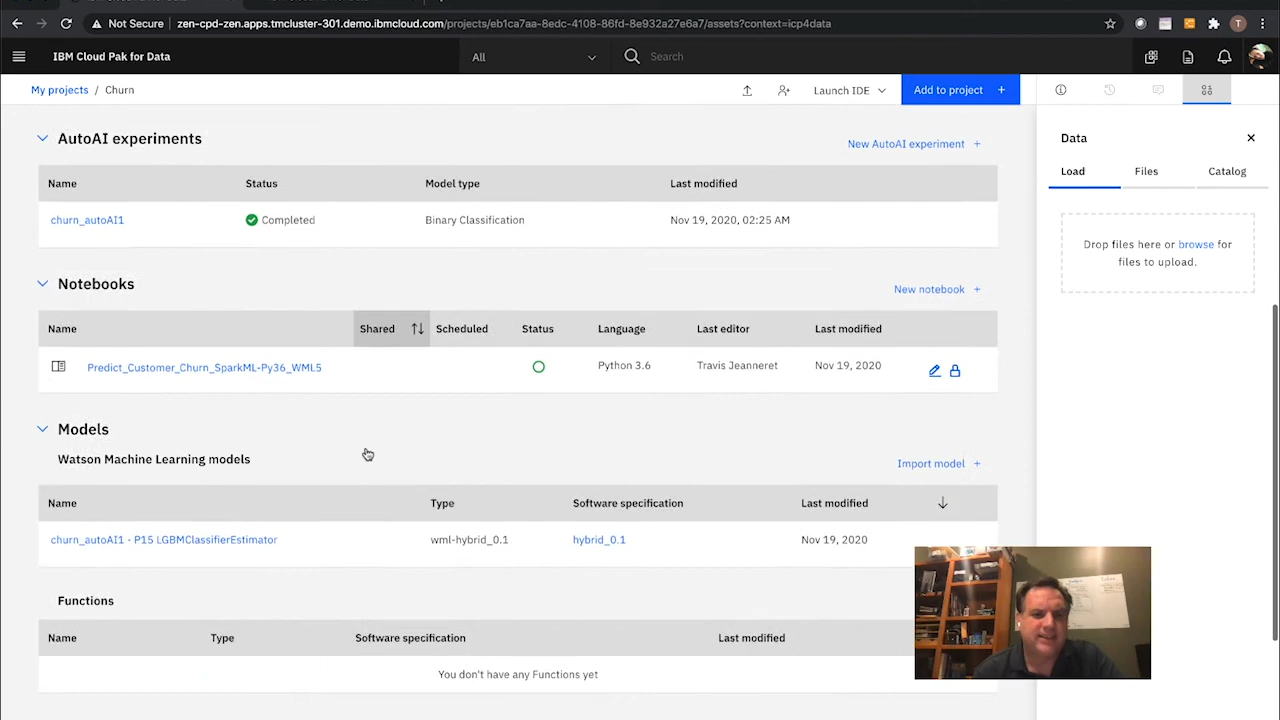 Not Secure zen-cpd-zen.apps.tmcluster-301.demo.ibmcloud.com/projects/eb1ca7aa-8edc-4108-86fd-8e932a27e6a7/assets?context=icp4data
T
IBM Cloud Pak for Data All Search
My projects / Churn Launch IDE Add to project +
AutoAI experiments
New AutoAI experiment +
Name Status Model type Last modified
churn_autoAI1 Completed Binary Classification Nov 19, 2020, 02:25 AM
Notebooks
New notebook +
Name Shared Scheduled Status Language Last editor Last modified
Predict_Customer_Churn_SparkML-Py36_WML5 Python 3.6 Travis Jeanneret Nov 19, 2020
Models
Watson Machine Learning models
Import model +
Name Type Software specification Last modified
churn_autoAI1 - P15 LGBMClassifierEstimator wml-hybrid_0.1 hybrid_0.1 Nov 19, 2020
Functions
Name Type Software specification Last modified
You don't have any Functions yet
Data
Load Files Catalog
Drop files here or browse for
files to upload.